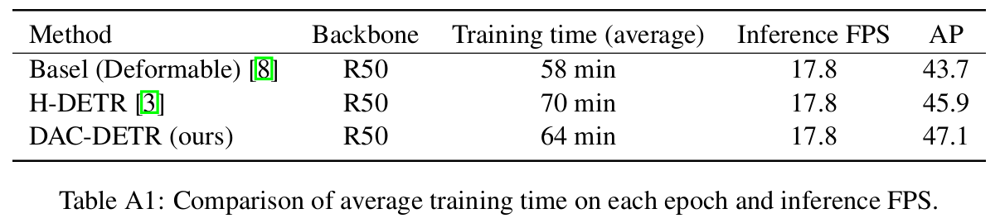 Method Backbone Training time (average) Inference FPS AP
Basel (Deformable) [8] R50 58 min 17.8 43.7
H-DETR [3] R50 70 min 17.8 45.9
DAC-DETR (ours) R50 64 min 17.8 47.1
Table A1: Comparison of average training time on each epoch and inference FPS.